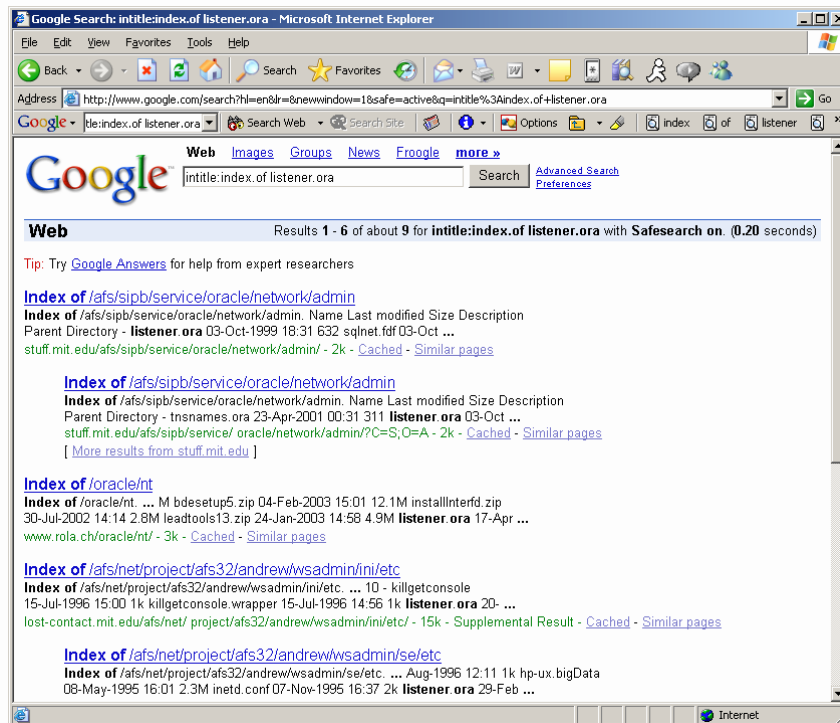 Google Search: intitle:index.of listener.ora - Microsoft Internet Explorer
File Edit View Favorites Tools Help
Back Search Favorites
Address http://www.google.com/search?hl=en&lr=&newwindow=1&safe=active&q=intitle%3Aindex.of+listener.ora Go
Google tle:index.of listener.ora Search Web Search Site Options index of listener »
Web Images Groups News Froogle more »
Google
intitle:index.of listener.ora Search Advanced Search
Preferences
Web Results 1 - 6 of about 9 for intitle:index.of listener.ora with Safesearch on. (0.20 seconds)
Tip: Try Google Answers for help from expert researchers
Index of /afs/sipb/service/oracle/network/admin
Index of /afs/sipb/service/oracle/network/admin. Name Last modified Size Description
Parent Directory - listener.ora 03-Oct-1999 18:31 632 sqlnet.fdf 03-Oct ...
stuff.mit.edu/afs/sipb/service/oracle/network/admin/ - 2k - Cached - Similar pages
Index of /afs/sipb/service/oracle/network/admin
Index of /afs/sipb/service/oracle/network/admin. Name Last modified Size Description
Parent Directory - tnsnames.ora 23-Apr-2001 00:31 311 listener.ora 03-Oct ...
stuff.mit.edu/afs/sipb/service/ oracle/network/admin/?C=S;O=A - 2k - Cached - Similar pages
[ More results from stuff.mit.edu ]
Index of /oracle/nt
Index of /oracle/nt. ... M bdesetup5.zip 04-Feb-2003 15:01 12.1M installInterfd.zip
30-Jul-2002 14:14 2.8M leadtools13.zip 24-Jan-2003 14:58 4.9M listener.ora 17-Apr ...
www.rola.ch/oracle/nt/ - 3k - Cached - Similar pages
Index of /afs/net/project/afs32/andrew/wsadmin/ini/etc
Index of /afs/net/project/afs32/andrew/wsadmin/ini/etc. ... 10 - killgetconsole
15-Jul-1996 15:00 1k killgetconsole.wrapper 15-Jul-1996 14:56 1k listener.ora 20- ...
lost-contact.mit.edu/afs/net/ project/afs32/andrew/wsadmin/ini/etc/ - 15k - Supplemental Result - Cached - Similar pages
Index of /afs/net/project/afs32/andrew/wsadmin/se/etc
Index of /afs/net/project/afs32/andrew/wsadmin/se/etc. ... Aug-1996 12:11 1k hp-ux.bigData
08-May-1995 16:01 2.3M inetd.conf 07-Nov-1995 16:37 2k listener.ora 29-Feb ...
Internet